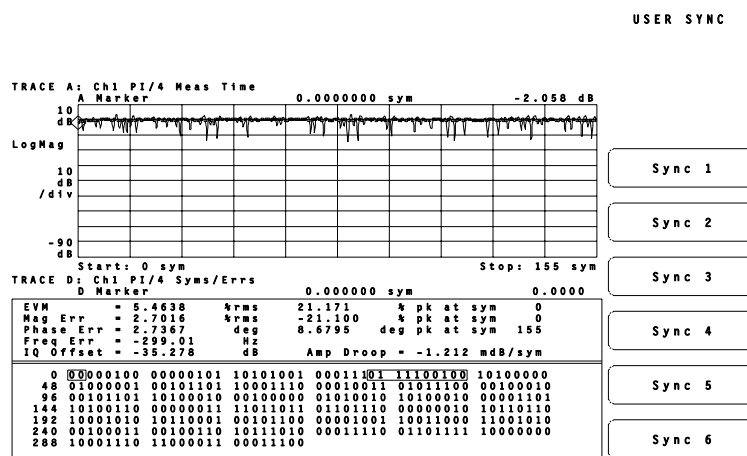 USER SYNC
TRACE A: Ch1 PI/4 Meas Time
A Marker 0.0000000 sym -2.058 dB
10
dB
LogMag
10
dB
/div
-90
dB
Start: 0 sym Stop: 155 sym
TRACE D: Ch1 PI/4 Syms/Errs
D Marker 0.000000 sym 0.0000
EVM = 5.4638 %rms 21.171 % pk at sym 0
Mag Err = 2.7016 %rms -21.100 % pk at sym 0
Phase Err = 2.7367 deg 8.6795 deg pk at sym 155
Freq Err = -299.01 Hz
IQ Offset = -35.278 dB Amp Droop = -1.212 mdB/sym
0 00000100 00000101 10101001 00011101 11100100 10100000
48 01000001 00101101 10001110 00010011 01011100 00100010
96 00101101 01010000 00100101 10010110 10101000 10010101
144 10100110 00000011 11011011 01101110 00000010 10110110
192 10001010 10110001 00110000 10001001 10011000 11001010
240 00100011 00100110 10111010 00011110 01101111 10000000
288 10001110 11000011 00011100
Sync 1
Sync 2
Sync 3
Sync 4
Sync 5
Sync 6